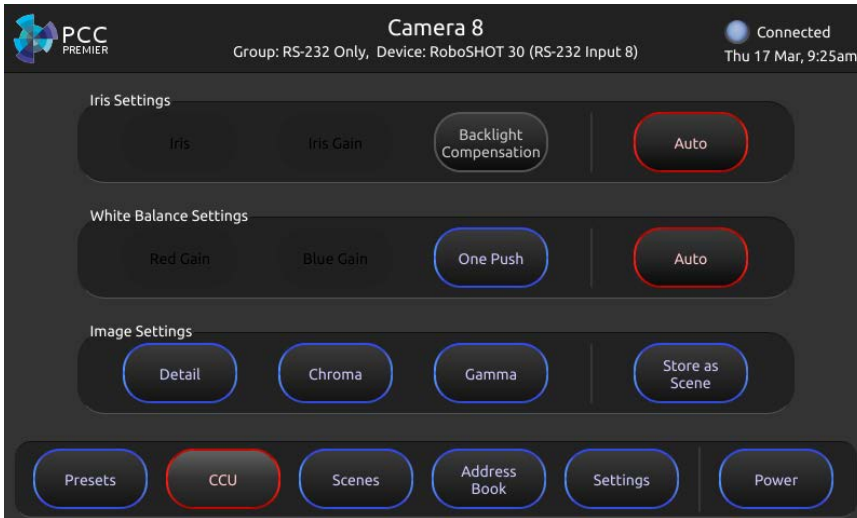 PCC
PREMIER
Camera 8
Group: RS-232 Only, Device: RoboSHOT 30 (RS-232 Input 8)
Connected
Thu 17 Mar, 9:25am
Iris Settings
Iris
Iris Gain
Backlight
Compensation
Auto
White Balance Settings
Red Gain
Blue Gain
One Push
Auto
Image Settings
Detail
Chroma
Gamma
Store as
Scene
Presets
CCU
Scenes
Address
Book
Settings
Power